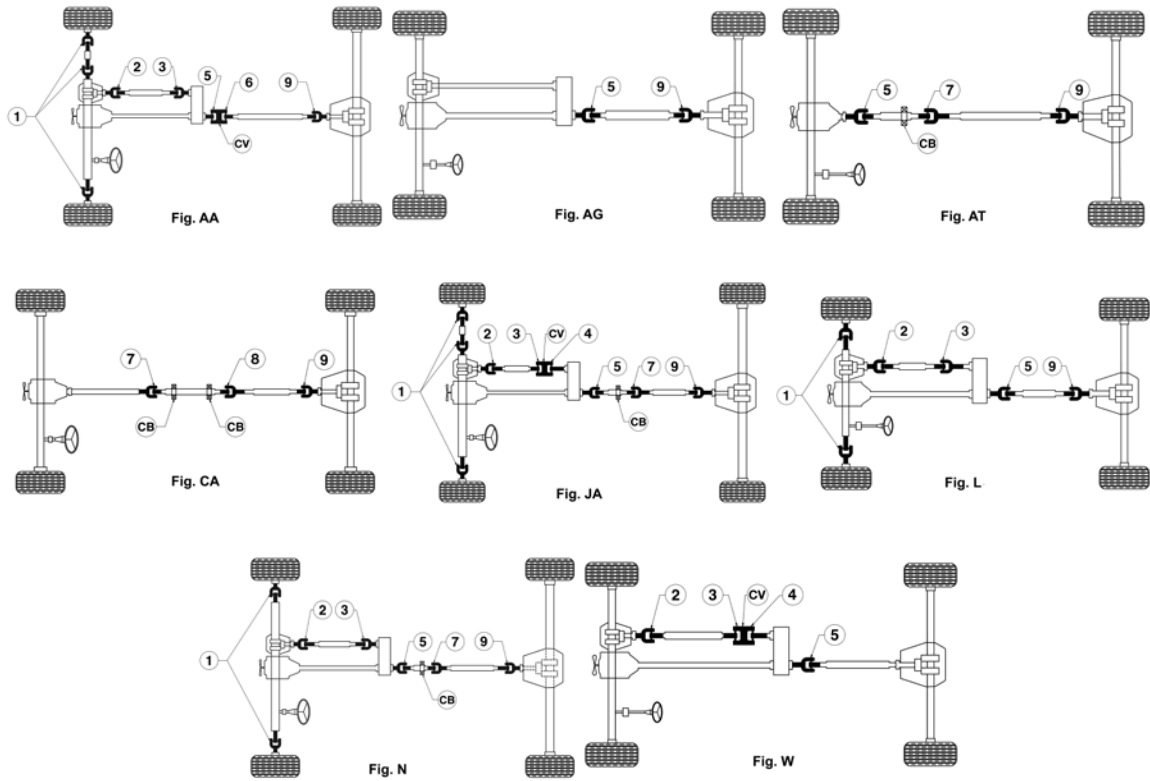 2 3 5 6 9
1
CV
Fig. AA
5 9
Fig. AG
5 7 9
CB
Fig. AT
7 8 9
CB CB
Fig. CA
2 3 CV 4
5 7 9
1
CB
Fig. JA
2 3
5 9
1
Fig. L
2 3 5 7 9
1
CB
Fig. N
2 3 CV 4
5
Fig. W